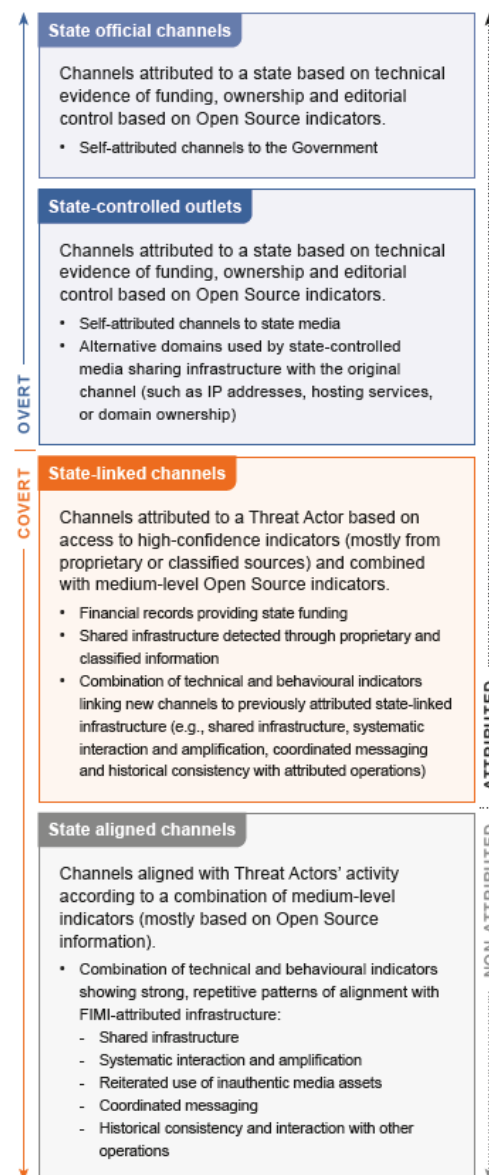 State official channels
Channels attributed to a state based on technical
evidence of funding, ownership and editorial
control based on Open Source indicators.
• Self-attributed channels to the Government
State-controlled outlets
Channels attributed to a state based on technical
evidence of funding, ownership and editorial
control based on Open Source indicators.
• Self-attributed channels to state media
• Alternative domains used by state-controlled
media sharing infrastructure with the original
channel (such as IP addresses, hosting services,
or domain ownership)
OVERT
COVERT
State-linked channels
Channels attributed to a Threat Actor based on
access to high-confidence indicators (mostly from
proprietary or classified sources) and combined
with medium-level Open Source indicators.
• Financial records providing state funding
• Shared infrastructure detected through proprietary and
classified information
• Combination of technical and behavioural indicators
linking new channels to previously attributed state-linked
infrastructure (e.g., shared infrastructure, systematic
interaction and amplification, coordinated messaging
and historical consistency with attributed operations)
ATTRIBUTED
NON ATTRIBUTED
State aligned channels
Channels aligned with Threat Actors' activity
according to a combination of medium-level
indicators (mostly based on Open Source
information).
• Combination of technical and behavioural indicators
showing strong, repetitive patterns of alignment with
FIMI-attributed infrastructure:
- Shared infrastructure
- Systematic interaction and amplification
- Reiterated use of inauthentic media assets
- Coordinated messaging
- Historical consistency and interaction with other
operations